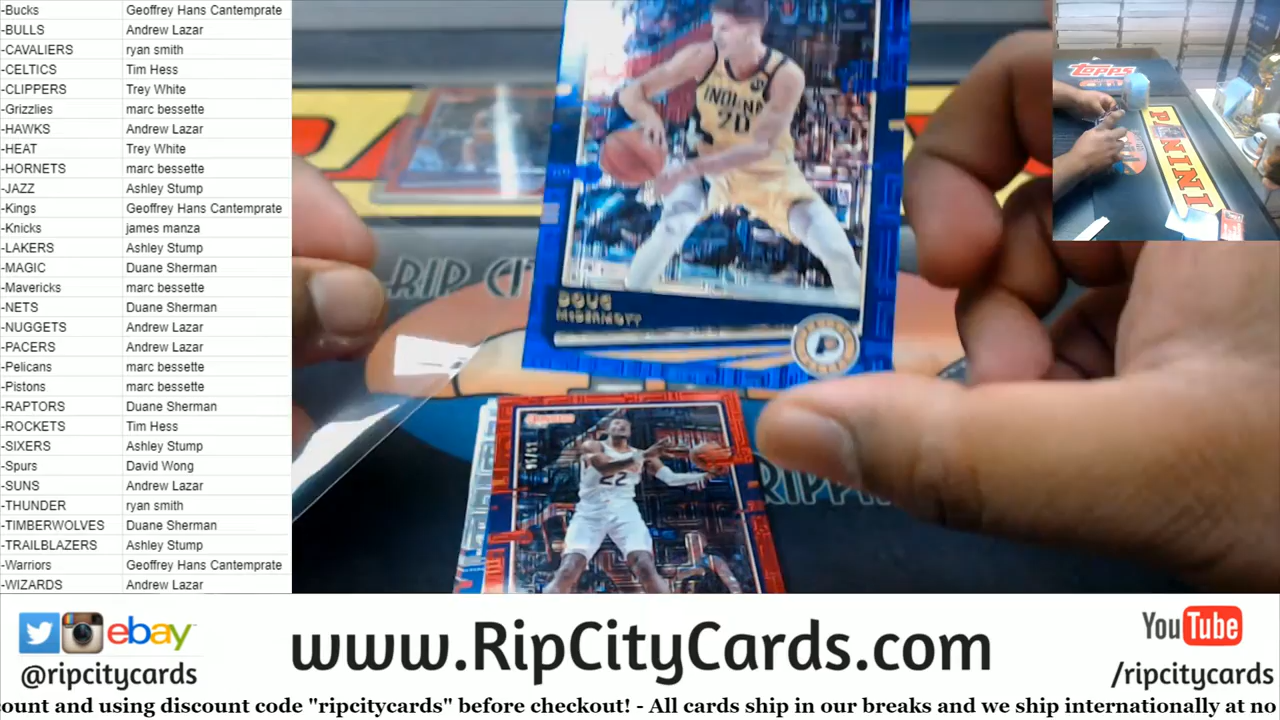 -Bucks Geoffrey Hans Cantemprate
-BULLS Andrew Lazar
-CAVALIERS ryan smith
-CELTICS Tim Hess
-CLIPPERS Trey White
-Grizzlies marc bessette
-HAWKS Andrew Lazar
-HEAT Trey White
-HORNETS marc bessette
-JAZZ Ashley Stump
-Kings Geoffrey Hans Cantemprate
-Knicks james manza
-LAKERS Ashley Stump
-MAGIC Duane Sherman
-Mavericks marc bessette
-NETS Duane Sherman
-NUGGETS Andrew Lazar
-PACERS Andrew Lazar
-Pelicans marc bessette
-Pistons marc bessette
-RAPTORS Duane Sherman
-ROCKETS Tim Hess
-SIXERS Ashley Stump
-Spurs David Wong
-SUNS Andrew Lazar
-THUNDER ryan smith
-TIMBERWOLVES Duane Sherman
-TRAILBLAZERS Ashley Stump
-Warriors Geoffrey Hans Cantemprate
-WIZARDS Andrew Lazar
INDIANA
20
DOUG
McDERMOTT
RIP CI
22
RIPPI
Topps
PANINI
ebay
@ripcitycards
www.RipCityCards.com
YouTube
/ripcitycards
ount and using discount code "ripcitycards" before checkout! - All cards ship in our breaks and we ship internationally at no